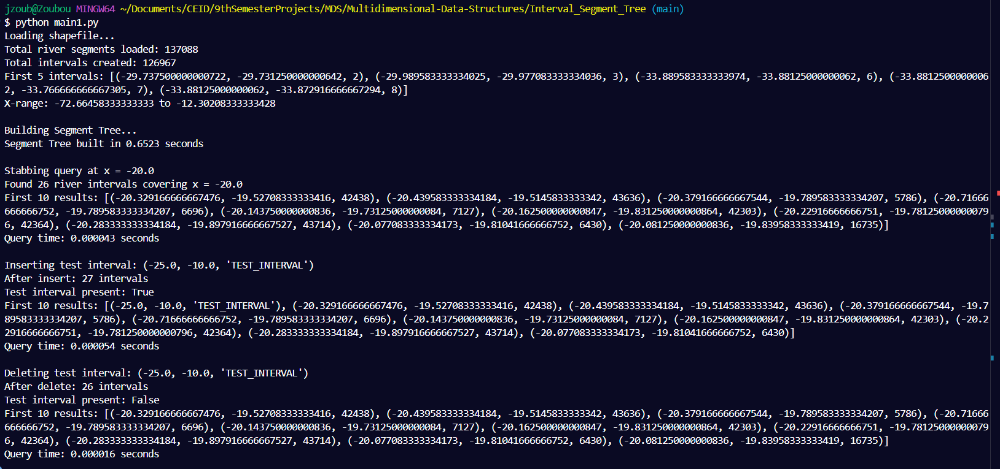 jzoub@Zoubou MINGW64 ~/Documents/CEID/9thSemesterProjects/MDS/Multidimensional-Data-Structures/Interval_Segment_Tree (main)
$ python main1.py
Loading shapefile...
Total river segments loaded: 137088
Total intervals created: 126967
First 5 intervals: [(-29.737500000000722, -29.731250000000642, 2), (-29.989583333334025, -29.977083333334036, 3), (-33.889583333333974, -33.88125000000062, 6), (-33.8812500000006
2, -33.766666666667305, 7), (-33.88125000000062, -33.872916666667294, 8)]
X-range: -72.66458333333333 to -12.30208333333428

Building Segment Tree...
Segment Tree built in 0.6523 seconds

Stabbing query at x = -20.0
Found 26 river intervals covering x = -20.0
First 10 results: [(-20.329166666667476, -19.52708333333416, 42438), (-20.439583333334184, -19.5145833333342, 43636), (-20.379166666667544, -19.789583333334207, 5786), (-20.71666
666666752, -19.789583333334207, 6696), (-20.143750000000836, -19.73125000000084, 7127), (-20.162500000000847, -19.831250000000864, 42303), (-20.22916666666751, -19.78125000000079
6, 42364), (-20.283333333334184, -19.897916666667527, 43714), (-20.077083333334173, -19.81041666666752, 6430), (-20.081250000000836, -19.83958333333419, 16735)]
Query time: 0.000043 seconds

Inserting test interval: (-25.0, -10.0, 'TEST_INTERVAL')
After insert: 27 intervals
Test interval present: True
First 10 results: [(-25.0, -10.0, 'TEST_INTERVAL'), (-20.329166666667476, -19.52708333333416, 42438), (-20.439583333334184, -19.5145833333342, 43636), (-20.379166666667544, -19.7
89583333334207, 5786), (-20.71666666666752, -19.789583333334207, 6696), (-20.143750000000836, -19.73125000000084, 7127), (-20.162500000000847, -19.831250000000864, 42303), (-20.2
2916666666751, -19.781250000000796, 42364), (-20.283333333334184, -19.897916666667527, 43714), (-20.077083333334173, -19.81041666666752, 6430)]
Query time: 0.000054 seconds

Deleting test interval: (-25.0, -10.0, 'TEST_INTERVAL')
After delete: 26 intervals
Test interval present: False
First 10 results: [(-20.329166666667476, -19.52708333333416, 42438), (-20.439583333334184, -19.5145833333342, 43636), (-20.379166666667544, -19.789583333334207, 5786), (-20.71666
666666752, -19.789583333334207, 6696), (-20.143750000000836, -19.73125000000084, 7127), (-20.162500000000847, -19.831250000000864, 42303), (-20.22916666666751, -19.78125000000079
6, 42364), (-20.283333333334184, -19.897916666667527, 43714), (-20.077083333334173, -19.81041666666752, 6430), (-20.081250000000836, -19.83958333333419, 16735)]
Query time: 0.000016 seconds